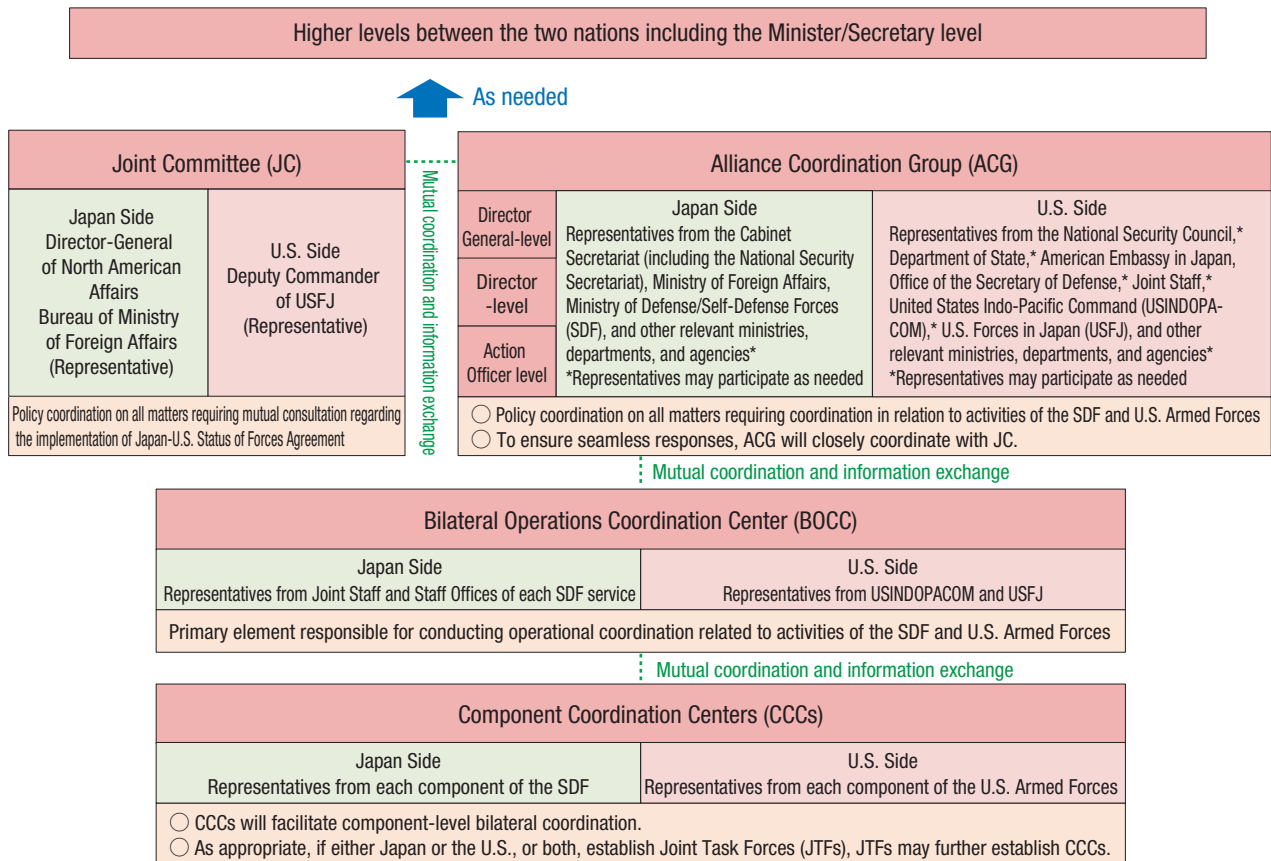 Higher levels between the two nations including the Minister/Secretary level
As needed
Joint Committee (JC)
Japan Side
Director-General
of North American
Affairs
Bureau of Ministry
of Foreign Affairs
(Representative)
U.S. Side
Deputy Commander
of USFJ
(Representative)
Policy coordination on all matters requiring mutual consultation regarding
the implementation of Japan-U.S. Status of Forces Agreement
Mutual coordination and information exchange
Alliance Coordination Group (ACG)
Director
General-level
Director
-level
Action
Officer level
Japan Side
Representatives from the Cabinet
Secretariat (including the National Security
Secretariat), Ministry of Foreign Affairs,
Ministry of Defense/Self-Defense Forces
(SDF), and other relevant ministries,
departments, and agencies*
*Representatives may participate as needed
U.S. Side
Representatives from the National Security Council,*
Department of State,* American Embassy in Japan,
Office of the Secretary of Defense,* Joint Staff,*
United States Indo-Pacific Command (USINDOPA-
COM),* U.S. Forces in Japan (USFJ), and other
relevant ministries, departments, and agencies*
*Representatives may participate as needed
○ Policy coordination on all matters requiring coordination in relation to activities of the SDF and U.S. Armed Forces
○ To ensure seamless responses, ACG will closely coordinate with JC.
Mutual coordination and information exchange
Bilateral Operations Coordination Center (BOCC)
Japan Side
Representatives from Joint Staff and Staff Offices of each SDF service
U.S. Side
Representatives from USINDOPACOM and USFJ
Primary element responsible for conducting operational coordination related to activities of the SDF and U.S. Armed Forces
Mutual coordination and information exchange
Component Coordination Centers (CCCs)
Japan Side
Representatives from each component of the SDF
U.S. Side
Representatives from each component of the U.S. Armed Forces
○ CCCs will facilitate component-level bilateral coordination.
○ As appropriate, if either Japan or the U.S., or both, establish Joint Task Forces (JTFs), JTFs may further establish CCCs.